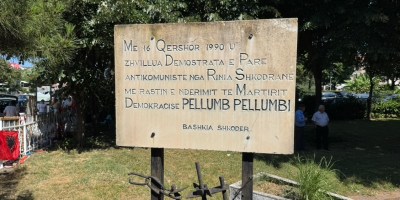 ME 16 QERSHOR 1990 U
ZHVILLUA DEMOSTRATA E PARE
ANTIKOMUNISTE NGA RINIA SHKODRANE
ME RASTIN E NDERIMIT TE MARTIRIT
DEMOKRACISE PELLUMB PELLUMBI
BASHKIA SHKODER